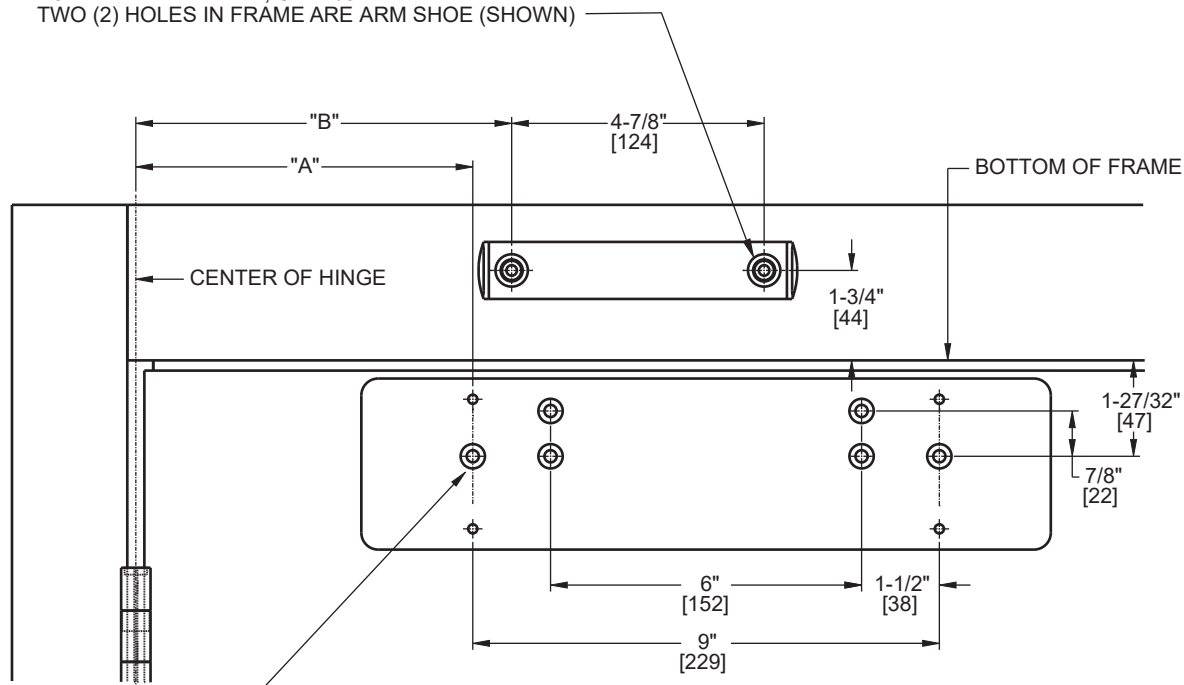 TWO (2) HOLES IN FRAME ARE ARM SHOE (SHOWN)
"B"
4-7/8"
[124]
"A"
BOTTOM OF FRAME
CENTER OF HINGE
1-3/4"
[44]
1-27/32"
[47]
7/8"
[22]
6"
[152]
1-1/2"
[38]
9"
[229]